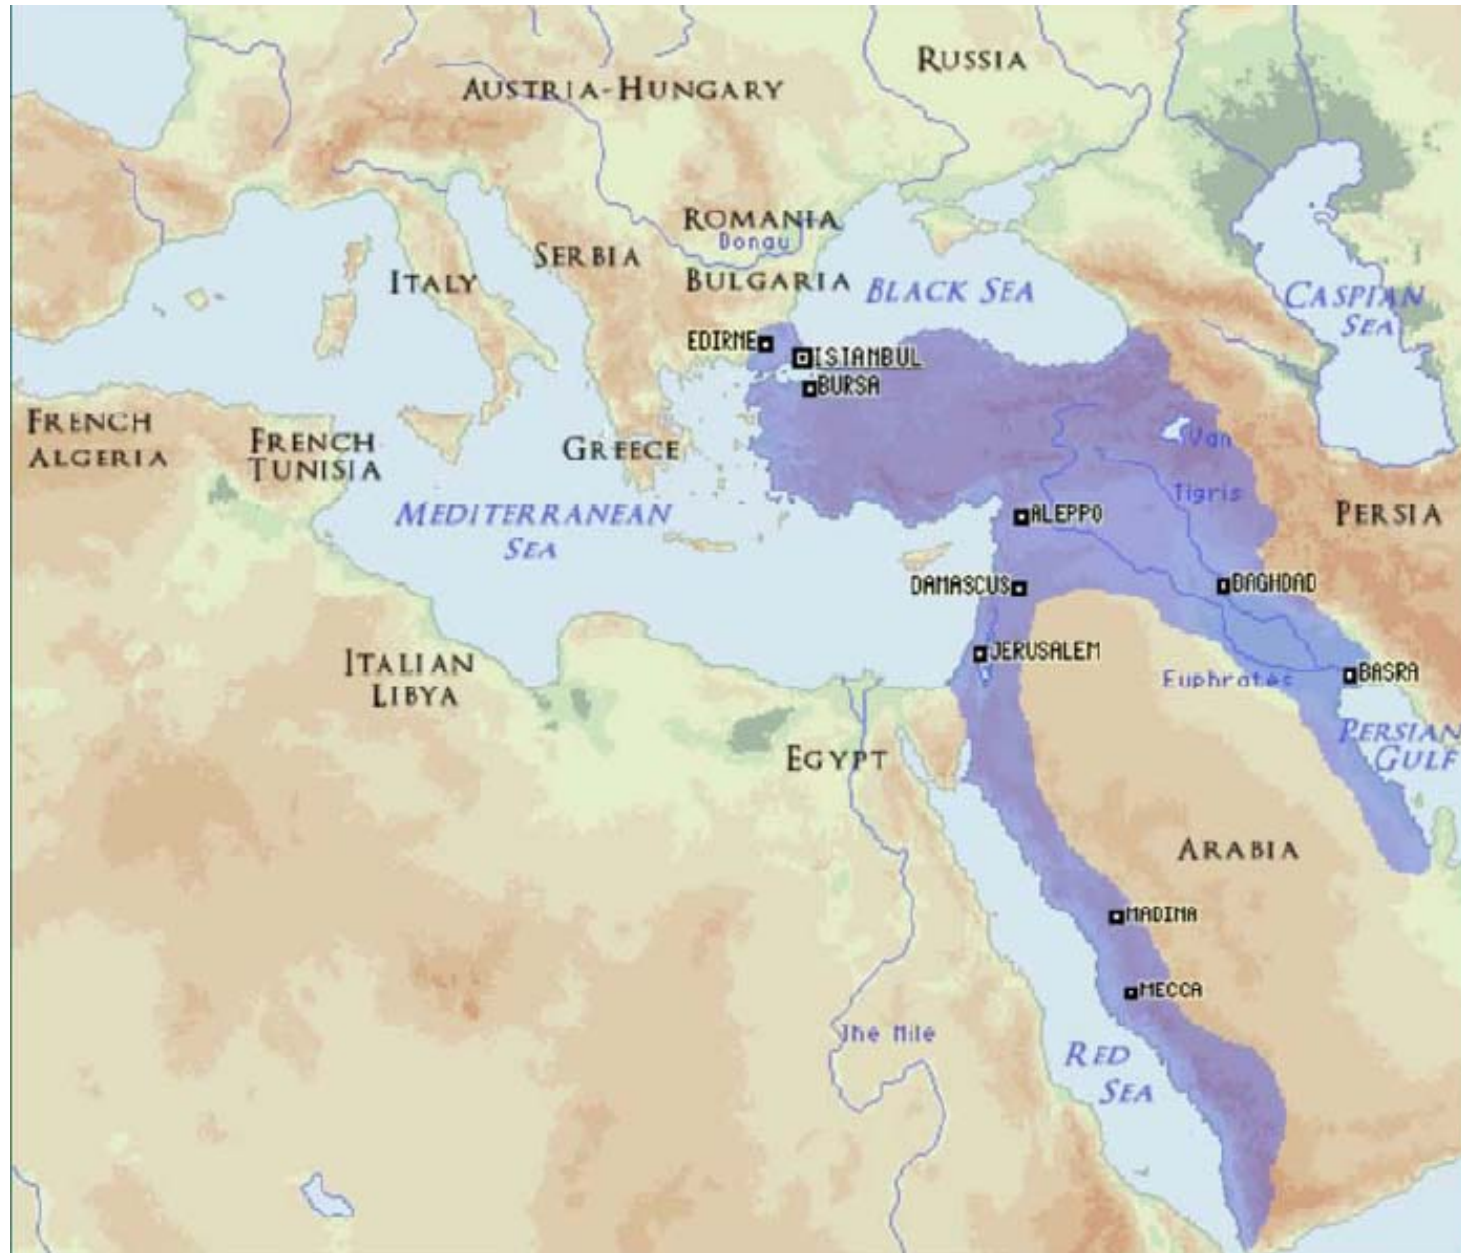 RUSSIA
AUSTRIA-HUNGARY
ROMANIA
Donau
SERBIA
BULGARIA
ITALY
BLACK SEA
CASPIAN
SEA
EDIRNE
ISTANBUL
BURSA
FRENCH
ALGERIA
FRENCH
TUNISIA
GREECE
Van
Tigris
MEDITERRANEAN
SEA
ALEPPO
PERSIA
DAMASCUS
BAGHDAD
JERUSALEM
ITALIAN
LIBYA
Euphrates
BASRA
PERSIAN
GULF
EGYPT
ARABIA
MADINA
MECCA
The Nile
RED
SEA